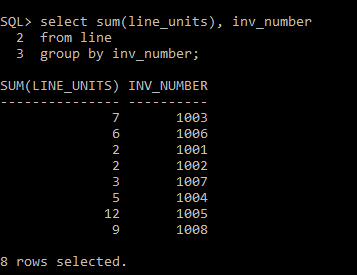 SQL> select sum(line_units), inv_number
  2  from line
  3  group by inv_number;
SUM(LINE_UNITS) INV_NUMBER
--------------- ----------
              7       1003
              6       1006
              2       1001
              2       1002
              3       1007
              5       1004
             12       1005
              9       1008
8 rows selected.